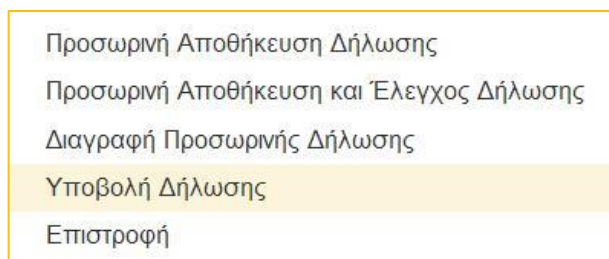 Προσωρινή Αποθήκευση Δήλωσης
Προσωρινή Αποθήκευση και Έλεγχος Δήλωσης
Διαγραφή Προσωρινής Δήλωσης
Υποβολή Δήλωσης
Επιστροφή